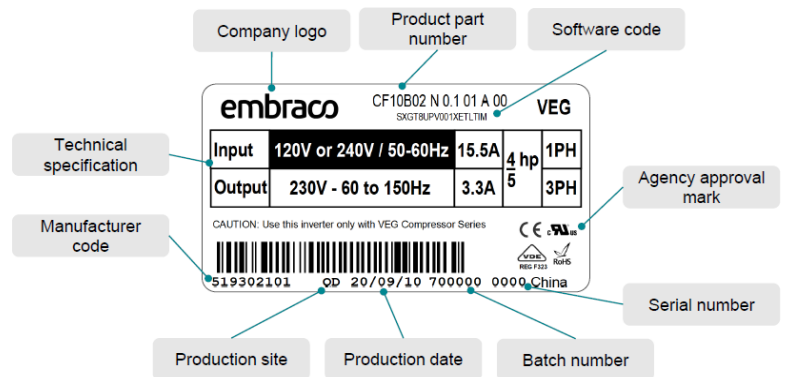 Company logo
Product part number
Software code
embraco
CF10B02 N 0.1 01 A 00
SXGT8UPV001XETLTIM
VEG
Technical specification
Input 120V or 240V / 50-60Hz 15.5A 4/5 hp 1PH
Output 230V - 60 to 150Hz 3.3A 3PH
Agency approval mark
Manufacturer code
CAUTION: Use this inverter only with VEG Compressor Series
CE c RU us
VDE
REG F323
RoHS
519302101 QD 20/09/10 700000 0000 China
Serial number
Production site
Production date
Batch number